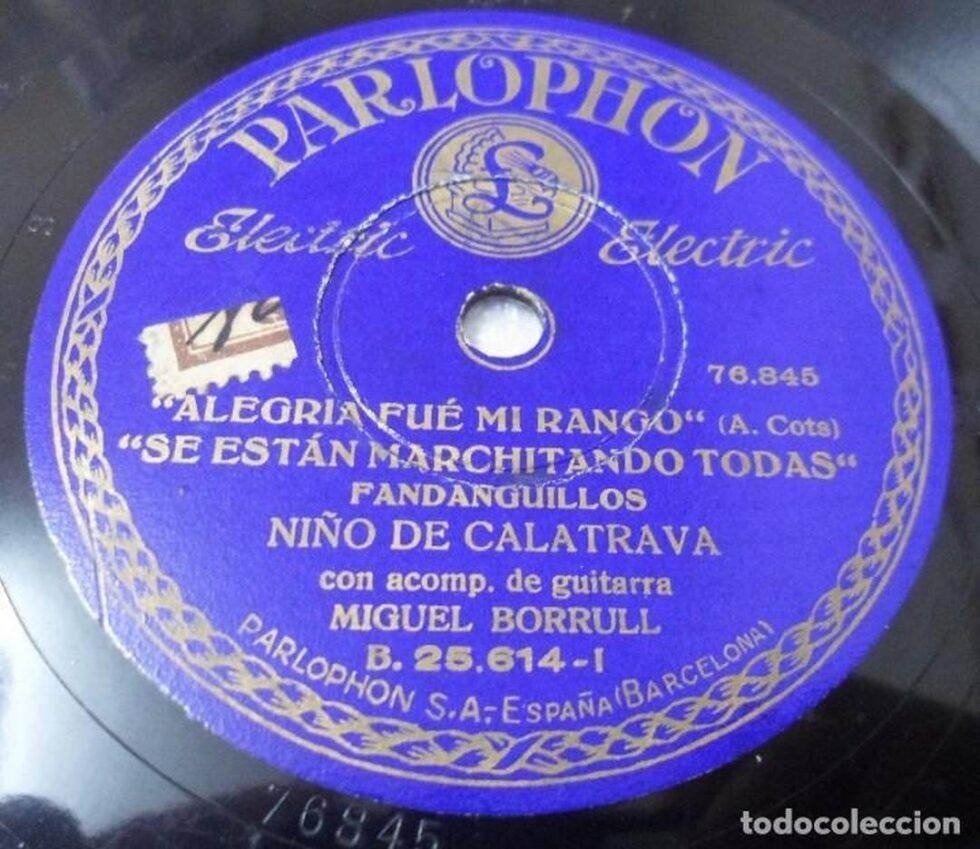 PARLOPHON
£
Electric Electric
76.845
"ALEGRIA FUÉ MI RANGO" (A. Cots)
"SE ESTÁN MARCHITANDO TODAS"
FANDANGUILLOS
NIÑO DE CALATRAVA
con acomp. de guitarra
MIGUEL BORRULL
B. 25.614-I
PARLOPHON S.A.-ESPAÑA (BARCELONA)
76845
todocoleccion